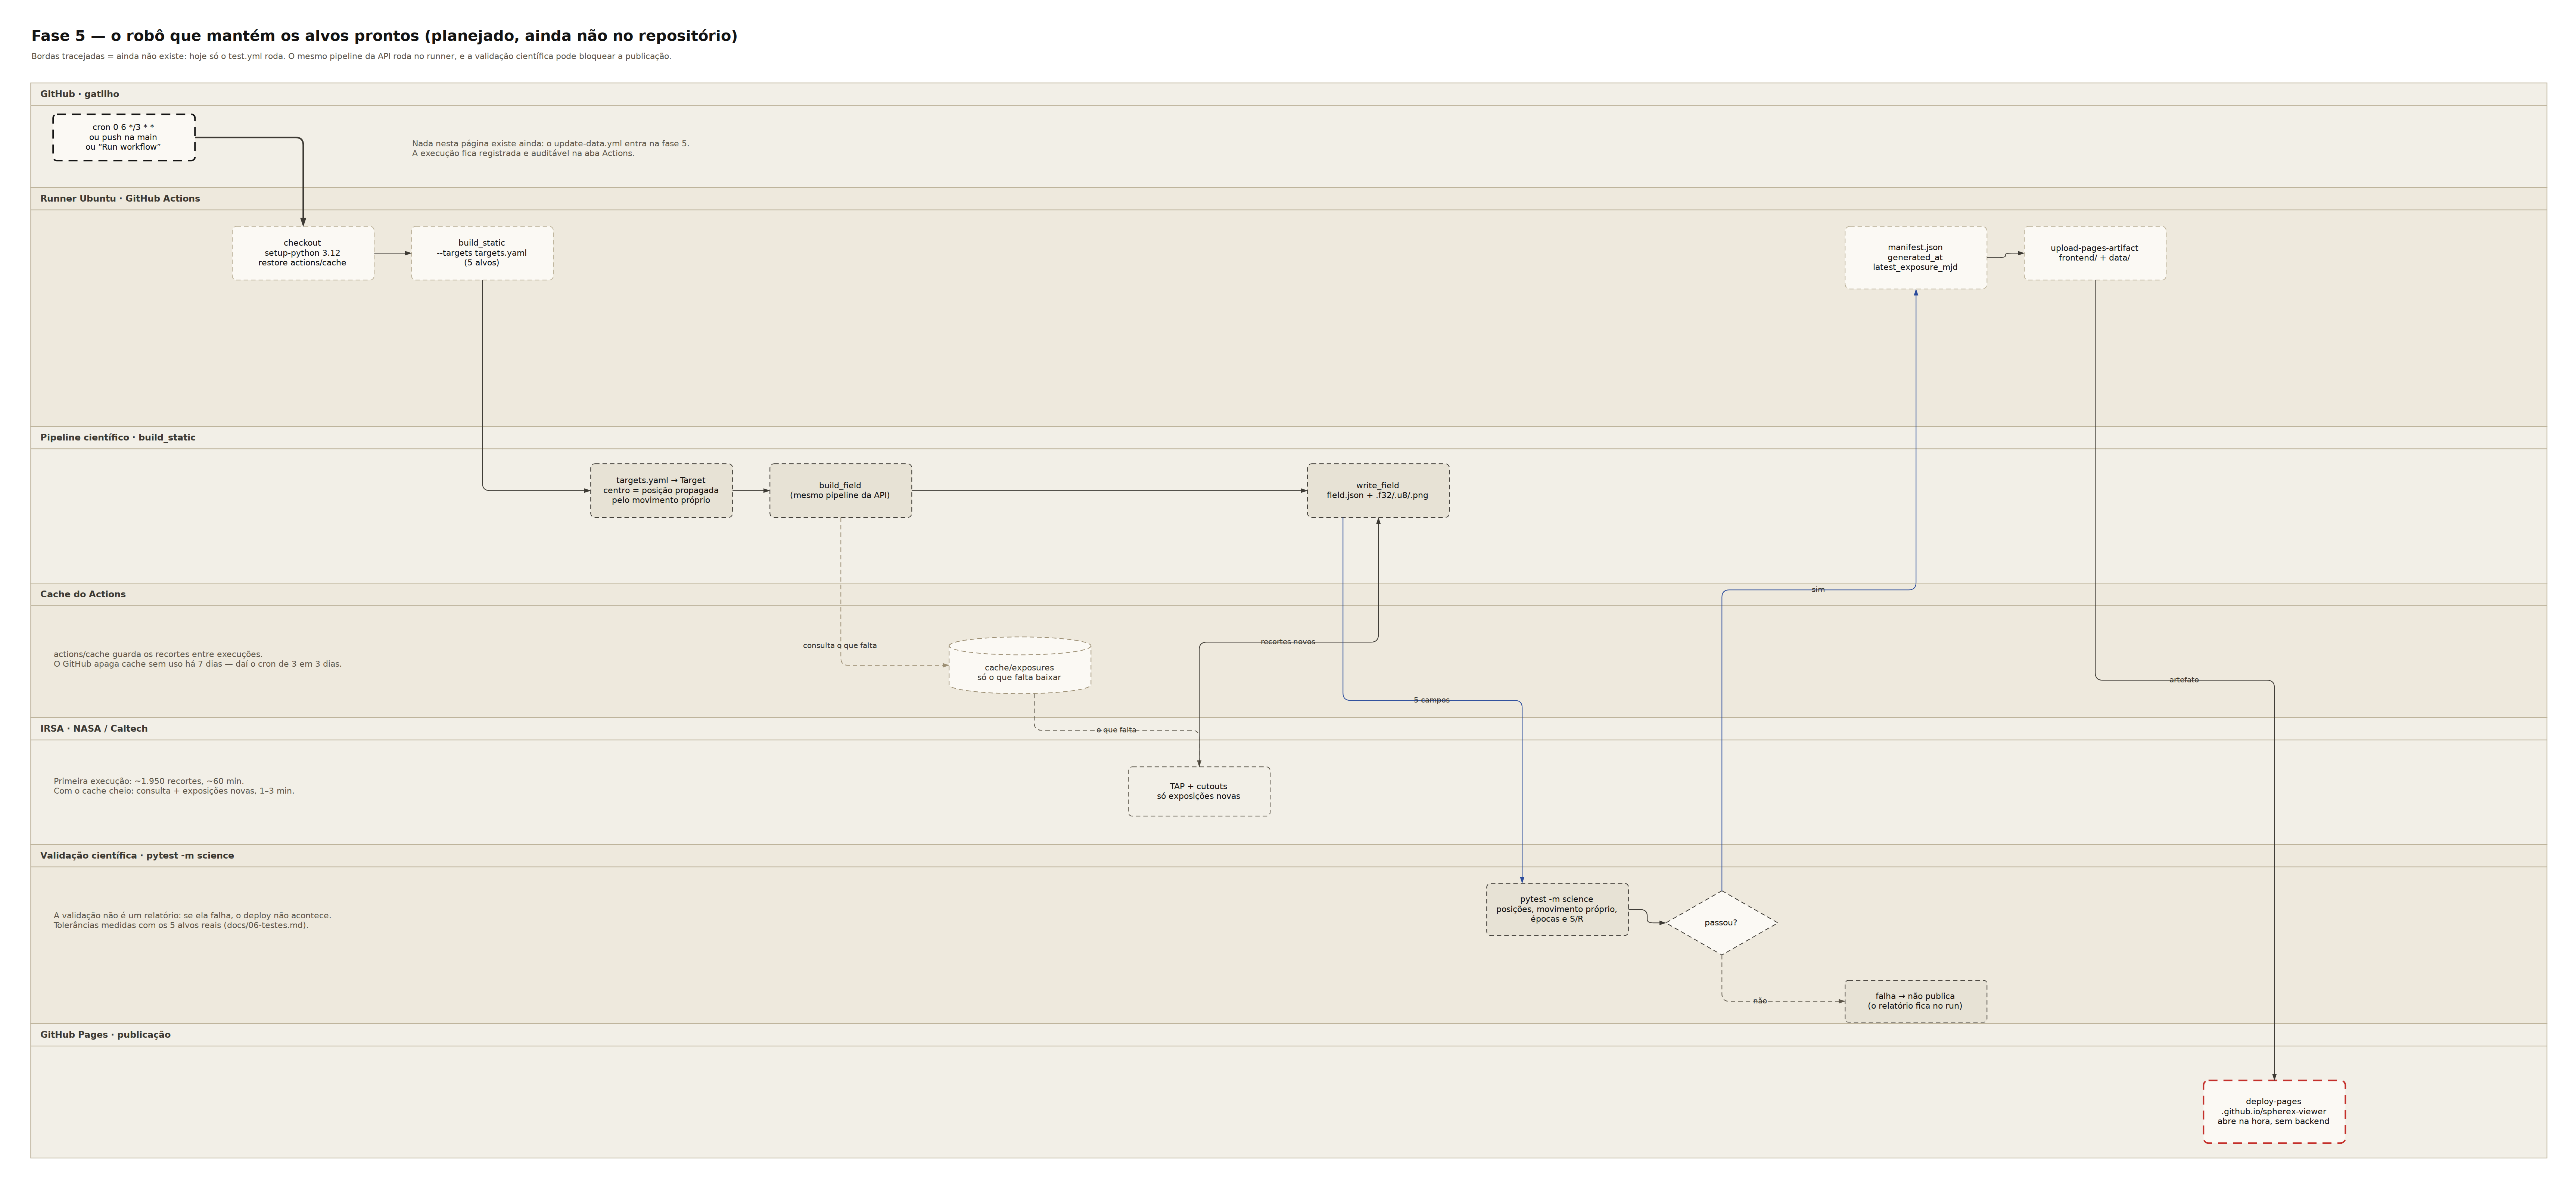 Fase 5 — o robô que mantém os alvos prontos (planejado, ainda não no repositório)
Bordas tracejadas = ainda não existe: hoje só o test.yml roda. O mesmo pipeline da API roda no runner, e a validação científica pode bloquear a publicação.
GitHub · gatilho
cron 0 6 */3 * *
ou push na main
ou “Run workflow”
Nada nesta página existe ainda: o update-data.yml entra na fase 5.
A execução fica registrada e auditável na aba Actions.
Runner Ubuntu · GitHub Actions
checkout
setup-python 3.12
restore actions/cache
build_static
--targets targets.yaml
(5 alvos)
manifest.json
generated_at
latest_exposure_mjd
upload-pages-artifact
frontend/ + data/
Pipeline científico · build_static
targets.yaml → Target
centro = posição propagada
pelo movimento próprio
build_field
(mesmo pipeline da API)
write_field
field.json + .f32/.u8/.png
Cache do Actions
sim
actions/cache guarda os recortes entre execuções.
O GitHub apaga cache sem uso há 7 dias — daí o cron de 3 em 3 dias.
consulta o que falta
cache/exposures
só o que falta baixar
recortes novos
5 campos
artefato
IRSA · NASA / Caltech
o que falta
Primeira execução: ~1.950 recortes, ~60 min.
Com o cache cheio: consulta + exposições novas, 1–3 min.
TAP + cutouts
só exposições novas
Validação científica · pytest -m science
A validação não é um relatório: se ela falha, o deploy não acontece.
Tolerâncias medidas com os 5 alvos reais (docs/06-testes.md).
pytest -m science
posições, movimento próprio,
épocas e S/R
passou?
não
falha → não publica
(o relatório fica no run)
GitHub Pages · publicação
deploy-pages
.github.io/spherex-viewer
abre na hora, sem backend